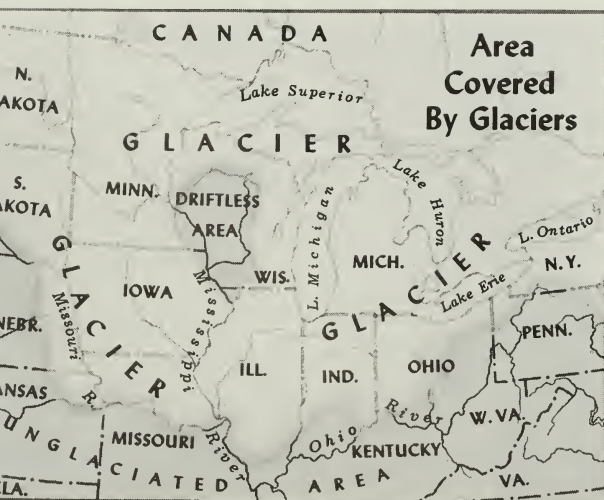 CANADA
Area
Covered
By Glaciers
N.
AKOTA
Lake Superior
GLACIER
S.
AKOTA
MINN.
DRIFTLESS
AREA
L. Michigan
Lake Huron
L. Ontario
WIS.
MICH.
GLACIER
Lake Erie
N.Y.
GLACIER
IOWA
Mississippi
River
NEBR.
Missouri
R.
ILL.
IND.
OHIO
PENN.
ANSAS
MISSOURI
Ohio River
KENTUCKY
W. VA.
VA.
UNGLACIATED AREA
LA.